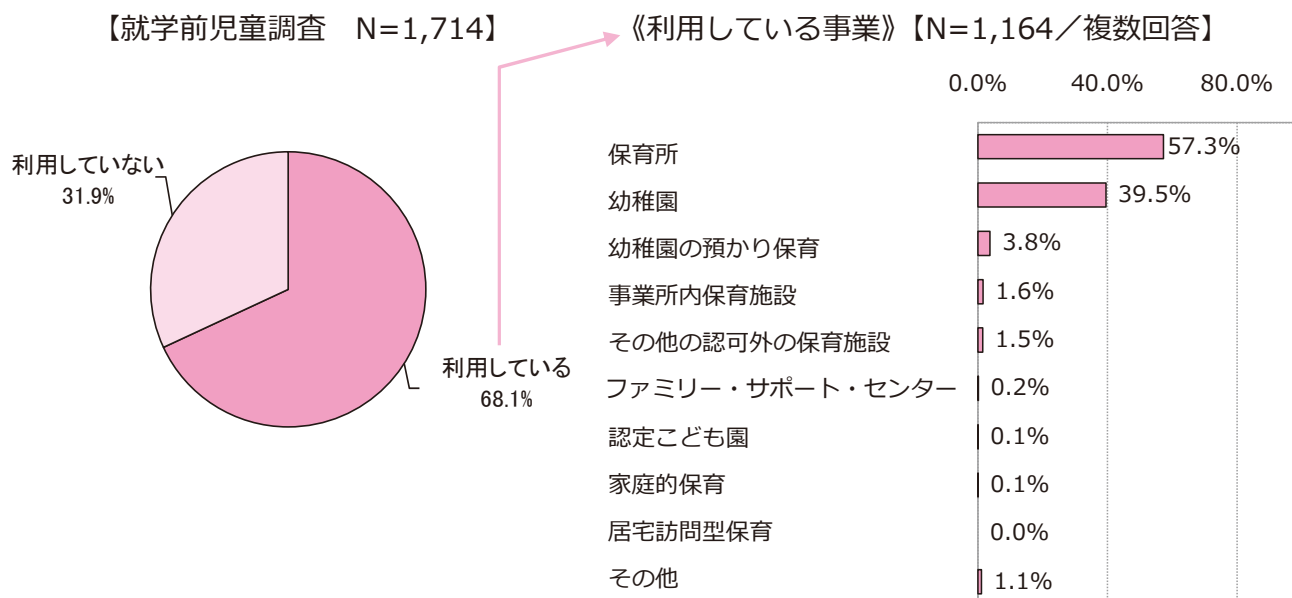 【就学前児童調査　N=1,714】
利用していない
31.9%
利用している
68.1%
《利用している事業》【N=1,164／複数回答】
0.0% 40.0% 80.0%
保育所 57.3%
幼稚園 39.5%
幼稚園の預かり保育 3.8%
事業所内保育施設 1.6%
その他の認可外の保育施設 1.5%
ファミリー・サポート・センター 0.2%
認定こども園 0.1%
家庭的保育 0.1%
居宅訪問型保育 0.0%
その他 1.1%